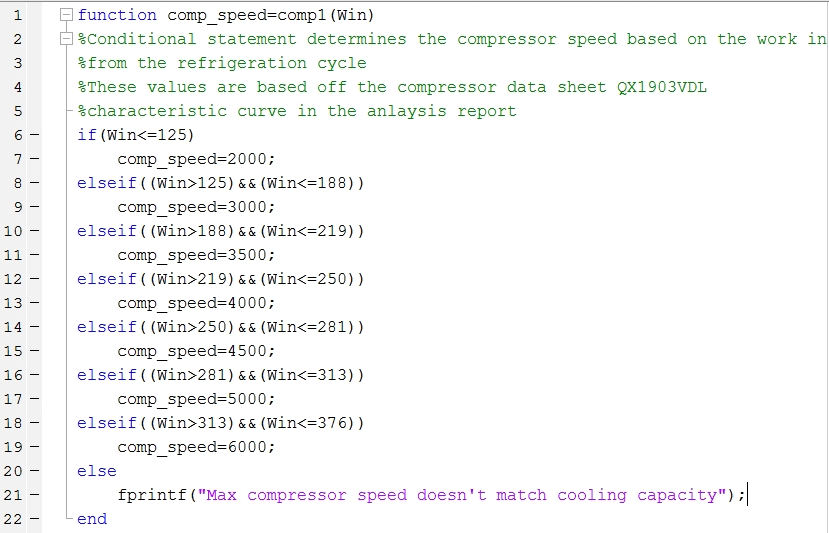 1 function comp_speed=comp1(Win)
2 %Conditional statement determines the compressor speed based on the work in
3 %from the refrigeration cycle
4 %These values are based off the compressor data sheet QX1903VDL
5 %characteristic curve in the anlaysis report
6 – if(Win<=125)
7 – comp_speed=2000;
8 – elseif((Win>125)&&(Win<=188))
9 – comp_speed=3000;
10 – elseif((Win>188)&&(Win<=219))
11 – comp_speed=3500;
12 – elseif((Win>219)&&(Win<=250))
13 – comp_speed=4000;
14 – elseif((Win>250)&&(Win<=281))
15 – comp_speed=4500;
16 – elseif((Win>281)&&(Win<=313))
17 – comp_speed=5000;
18 – elseif((Win>313)&&(Win<=376))
19 – comp_speed=6000;
20 – else
21 – fprintf("Max compressor speed doesn't match cooling capacity");
22 – end